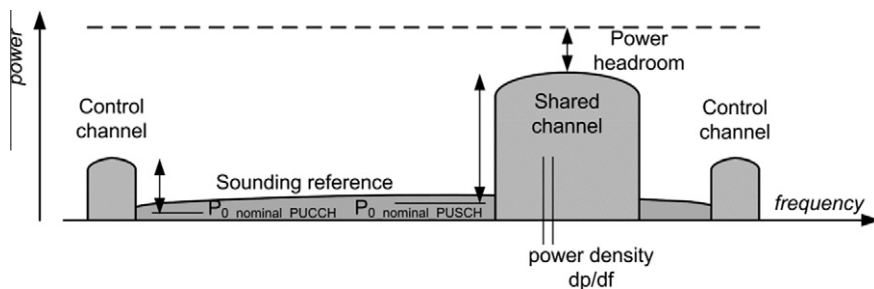 power
Power
headroom
Control
channel
Shared
channel
Control
channel
Sounding reference
P0 nominal PUCCH
P0 nominal PUSCH
frequency
power density
dp/df